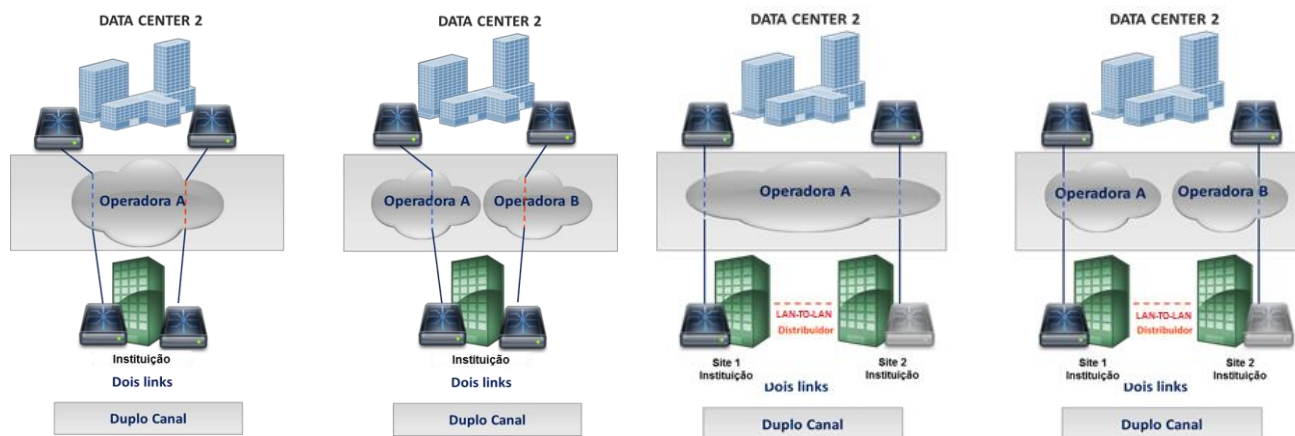 DATA CENTER 2
Operadora A
Instituição
Dois links
Duplo Canal
DATA CENTER 2
Operadora A
Operadora B
Instituição
Dois links
Duplo Canal
DATA CENTER 2
Operadora A
LAN-TO-LAN
Distribuidor
Site 1
Instituição
Site 2
Instituição
Dois links
Duplo Canal
DATA CENTER 2
Operadora A
Operadora B
LAN-TO-LAN
Distribuidor
Site 1
Instituição
Site 2
Instituição
Dois links
Duplo Canal